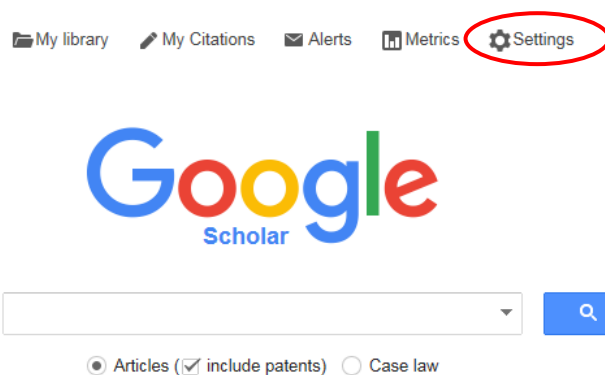 My library My Citations Alerts Metrics Settings
Google
Scholar
Articles (include patents) Case law